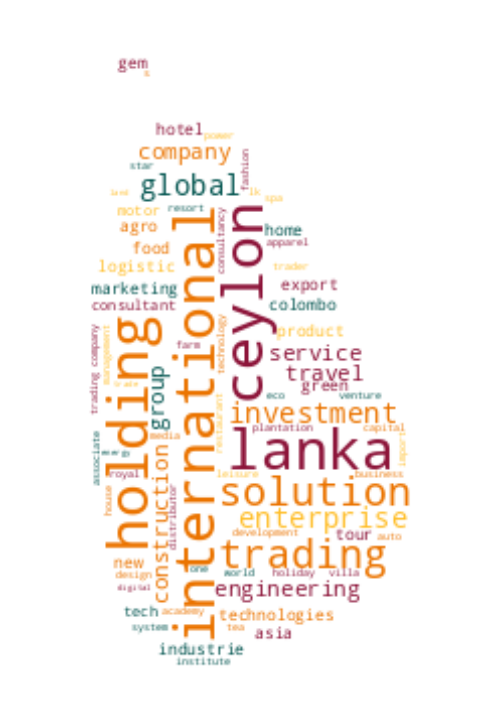 gem
s
hotel
power
company
fashion
star
global
land
lk
spa
motor
resort
agro
international
consultancy
ceylon
home
apparel
food
logistic
trader
marketing
export
consultant
colombo
holding
trading company
management
technology
product
farm
service
travel
green
trade
group
restaurant
eco
venture
investment
plantation
capital
media
lanka
import
associate
energy
construction
royal
leisure
business
solution
house
distributor
enterprise
development
tour
auto
trading
new
design
one
world
holiday
villa
digital
engineering
tech
academy
technologies
system
tea
asia
industrie
institute